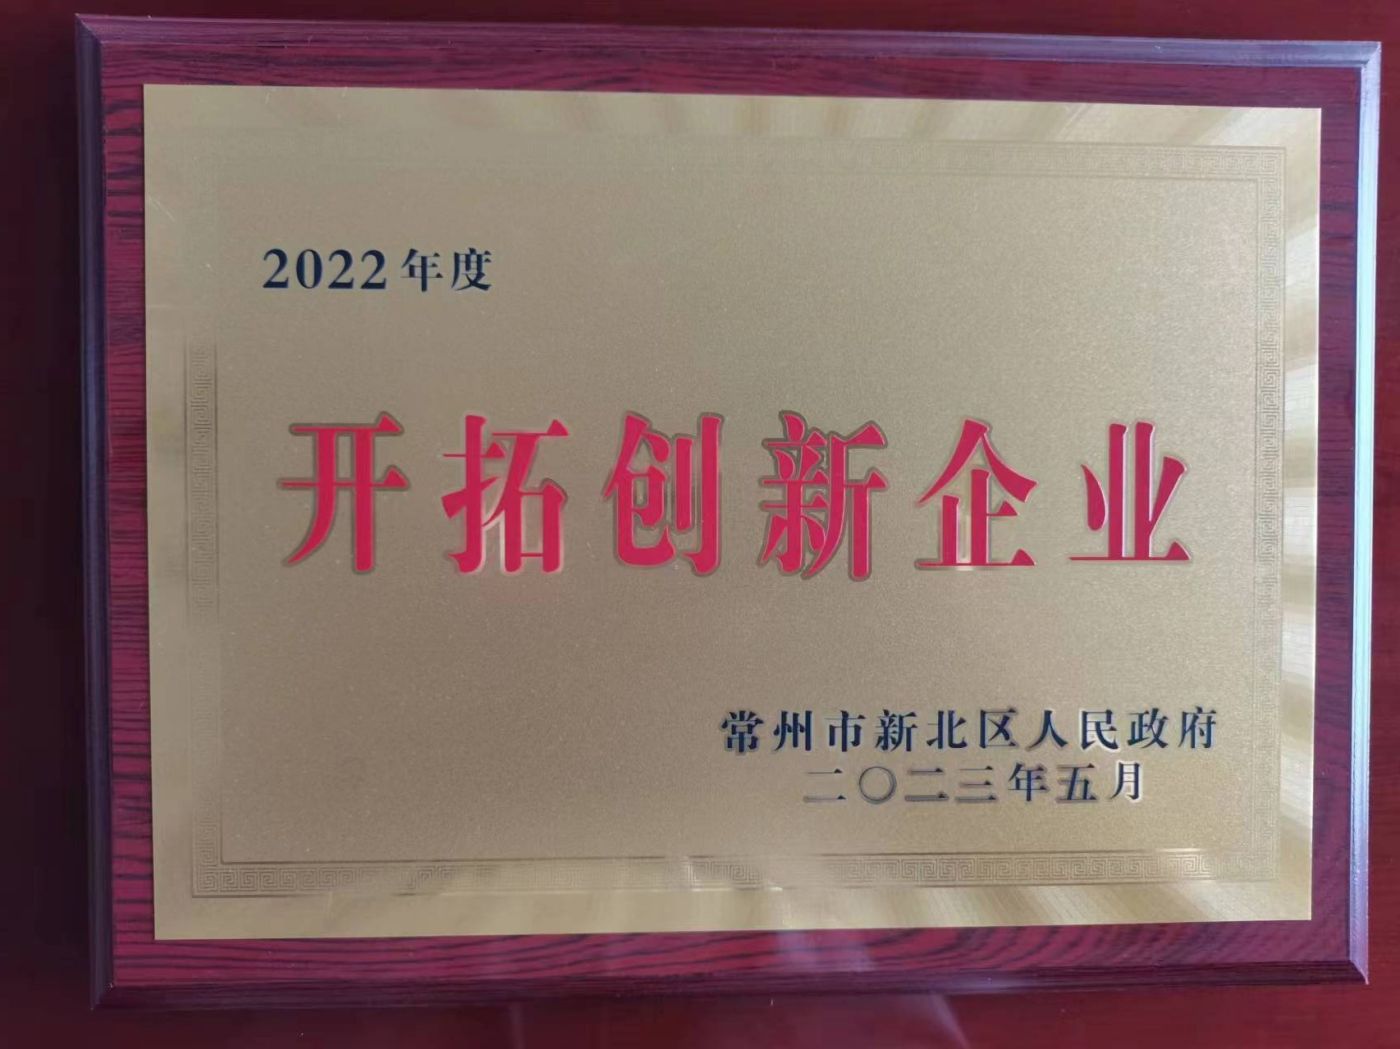 2022年度
开拓创新企业
常州市新北区人民政府
二〇二三年五月